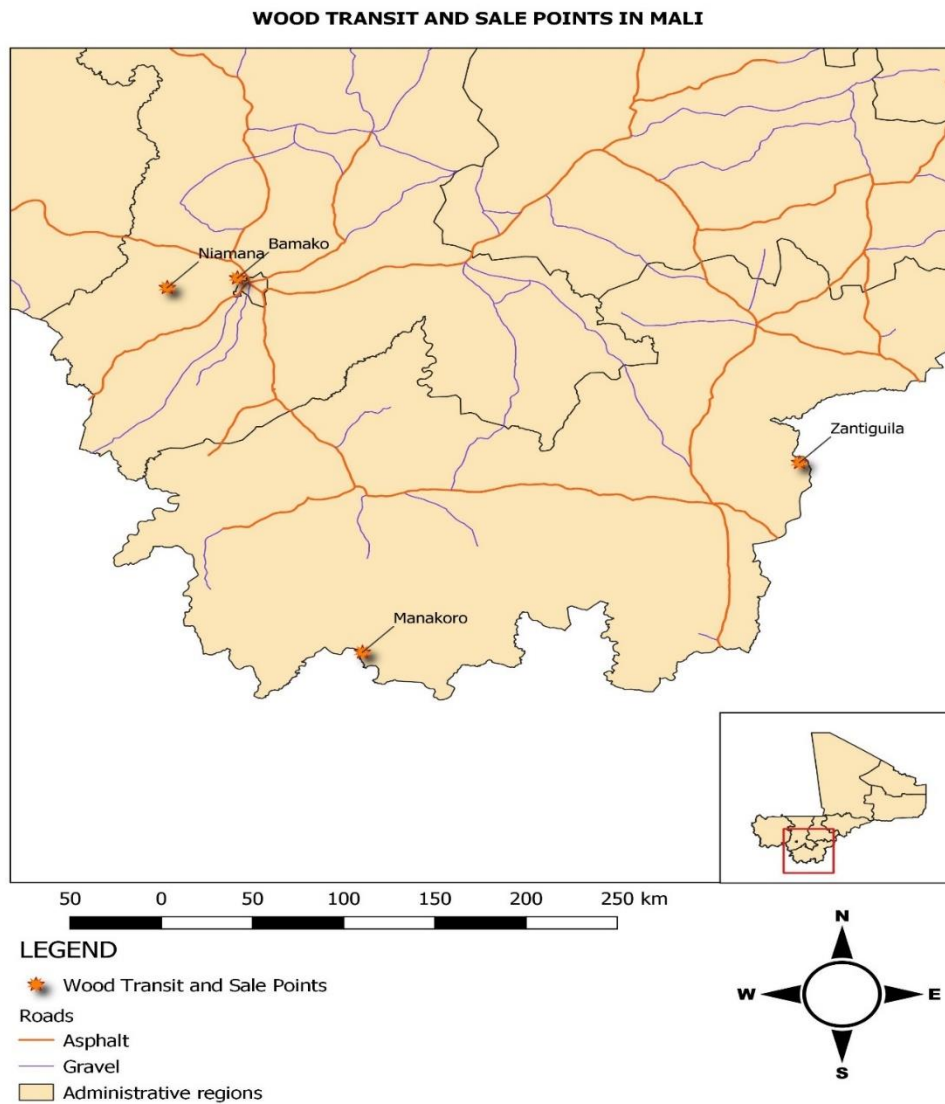 WOOD TRANSIT AND SALE POINTS IN MALI
Niamana
Bamako
Zantiguila
Manakoro
50 0 50 100 150 200 250 km
LEGEND
Wood Transit and Sale Points
Roads
Asphalt
Gravel
Administrative regions
N
W E
S